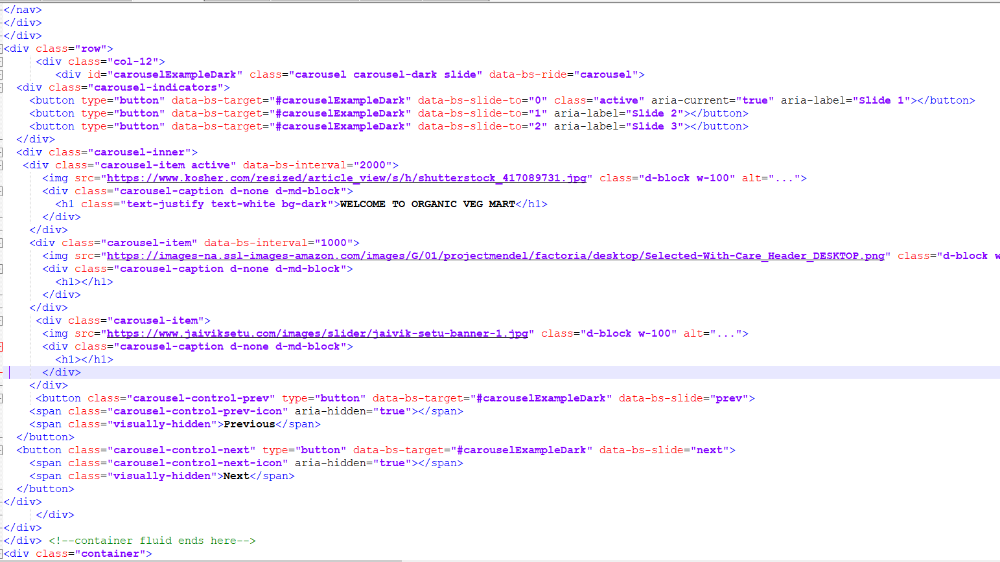 </nav>
</div>
</div>
<div class="row">
<div class="col-12">
<div id="carouselExampleDark" class="carousel carousel-dark slide" data-bs-ride="carousel">
<div class="carousel-indicators">
<button type="button" data-bs-target="#carouselExampleDark" data-bs-slide-to="0" class="active" aria-current="true" aria-label="Slide 1"></button>
<button type="button" data-bs-target="#carouselExampleDark" data-bs-slide-to="1" aria-label="Slide 2"></button>
<button type="button" data-bs-target="#carouselExampleDark" data-bs-slide-to="2" aria-label="Slide 3"></button>
</div>
<div class="carousel-inner">
<div class="carousel-item active" data-bs-interval="2000">
<img src="https://www.kosher.com/resized/article_view/s/h/shutterstock_417089731.jpg" class="d-block w-100" alt="...">
<div class="carousel-caption d-none d-md-block">
<h1 class="text-justify text-white bg-dark">WELCOME TO ORGANIC VEG MART</h1>
</div>
</div>
<div class="carousel-item" data-bs-interval="1000">
<img src="https://images-na.ssl-images-amazon.com/images/G/01/projectmendel/factoria/desktop/Selected-With-Care_Header_DESKTOP.png" class="d-block w
<div class="carousel-caption d-none d-md-block">
<h1></h1>
</div>
</div>
<div class="carousel-item">
<img src="https://www.jaiviksetu.com/images/slider/jaivik-setu-banner-1.jpg" class="d-block w-100" alt="...">
<div class="carousel-caption d-none d-md-block">
<h1></h1>
</div>
</div>
<button class="carousel-control-prev" type="button" data-bs-target="#carouselExampleDark" data-bs-slide="prev">
<span class="carousel-control-prev-icon" aria-hidden="true"></span>
<span class="visually-hidden">Previous</span>
</button>
<button class="carousel-control-next" type="button" data-bs-target="#carouselExampleDark" data-bs-slide="next">
<span class="carousel-control-next-icon" aria-hidden="true"></span>
<span class="visually-hidden">Next</span>
</button>
</div>
</div>
</div>
</div> <!--container fluid ends here-->
<div class="container">